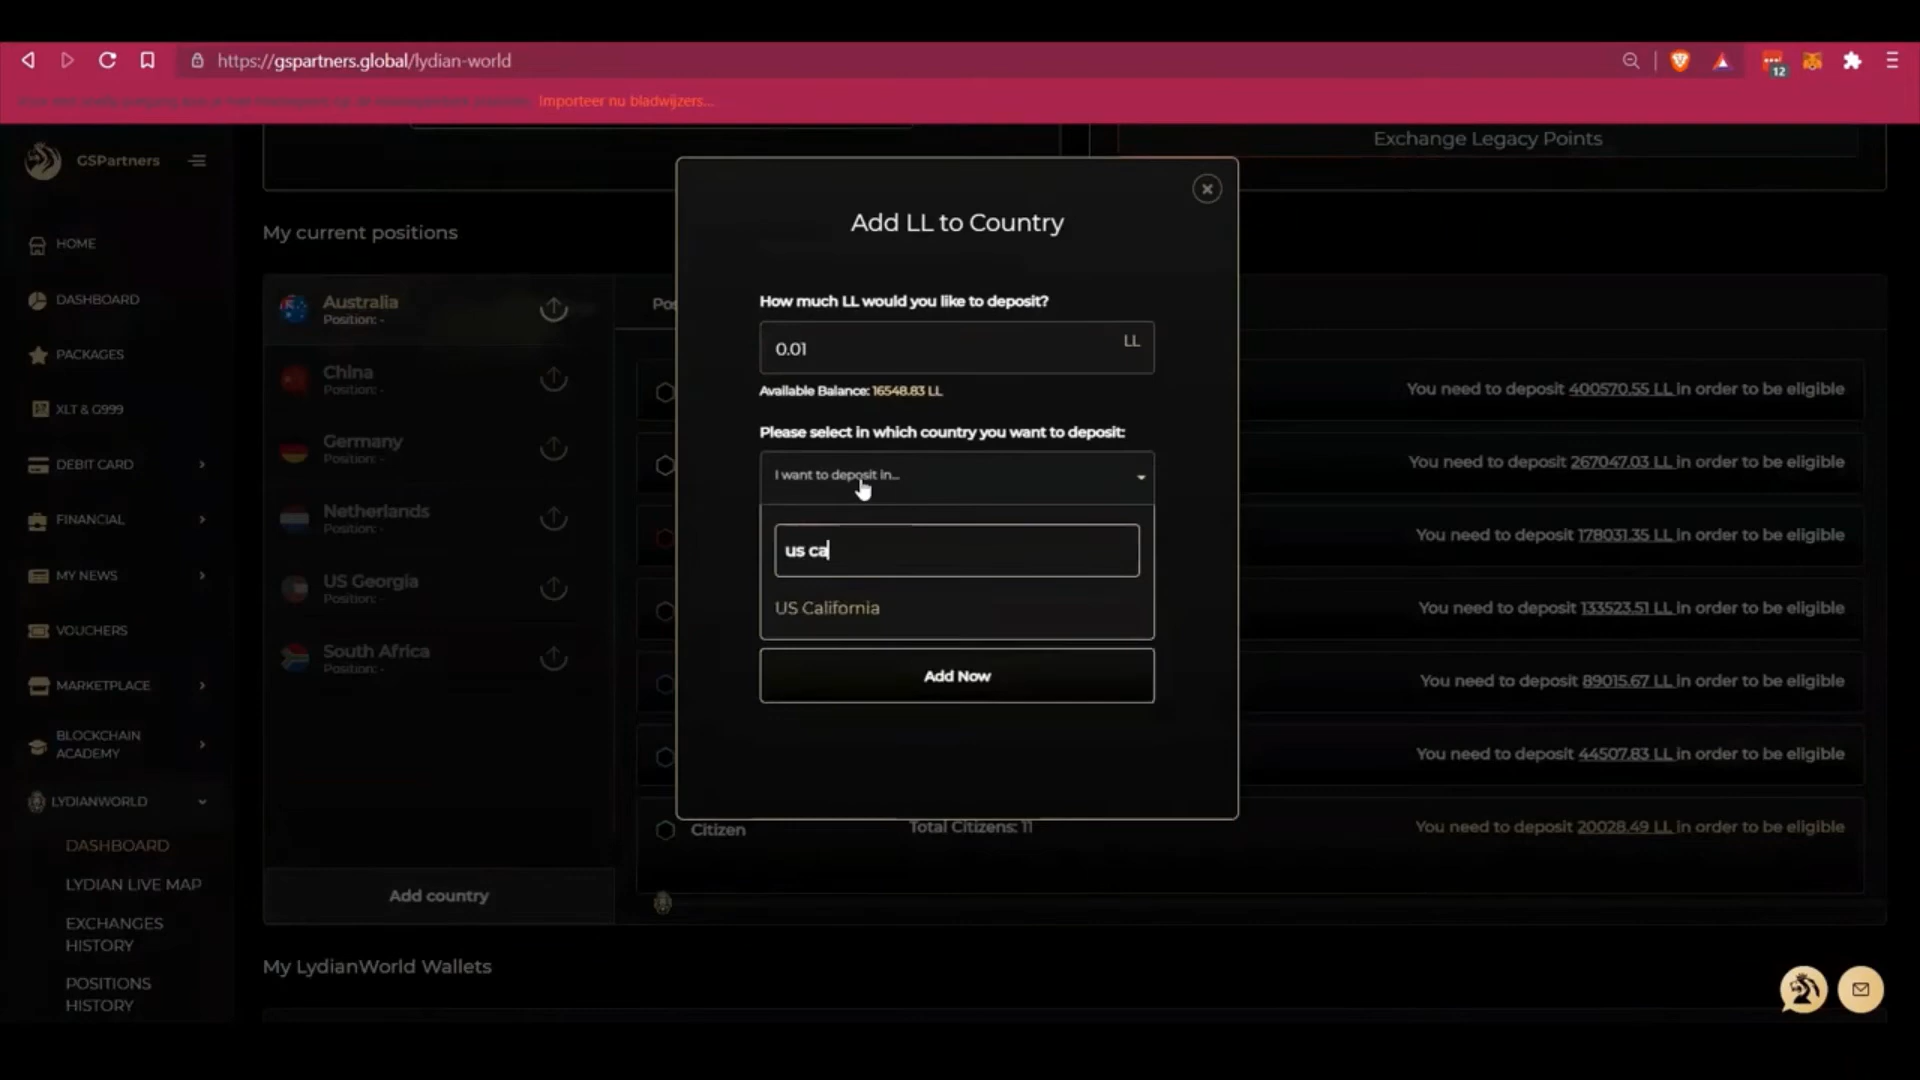 https://gspartners.global/lydian-world
12
Importeer nu bladwijzers...
GSPartners
Exchange Legacy Points
HOME
DASHBOARD
PACKAGES
XLT & G999
DEBIT CARD
FINANCIAL
MY NEWS
VOUCHERS
MARKETPLACE
BLOCKCHAIN
ACADEMY
LYDIANWORLD
DASHBOARD
LYDIAN LIVE MAP
EXCHANGES
HISTORY
POSITIONS
HISTORY
My current positions
Australia
Position: -
China
Position: -
Germany
Position: -
Netherlands
Position: -
US Georgia
Position: -
South Africa
Position: -
Add country
Add LL to Country
How much LL would you like to deposit?
0.01 LL
Available Balance: 16548.83 LL
Please select in which country you want to deposit:
I want to deposit in...
us ca
US California
Add Now
You need to deposit 400570.55 LL in order to be eligible
You need to deposit 267047.03 LL in order to be eligible
You need to deposit 178031.35 LL in order to be eligible
You need to deposit 133523.51 LL in order to be eligible
You need to deposit 89015.67 LL in order to be eligible
You need to deposit 44507.83 LL in order to be eligible
Citizen Total Citizens: 11 You need to deposit 20028.49 LL in order to be eligible
My LydianWorld Wallets